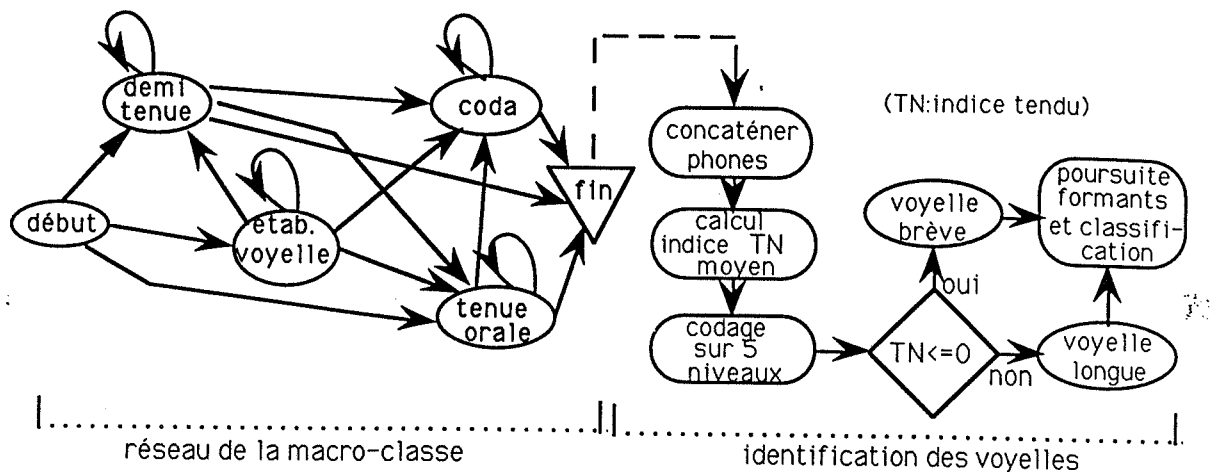 demi
tenue
coda
(TN:indice tendu)
concaténer
phones
fin
poursuite
formants
et classifi-
cation
voyelle
brève
début
etab.
voyelle
calcul
indice TN
moyen
oui
tenue
orale
codage
sur 5
niveaux
TN<=0
non
voyelle
longue
réseau de la macro-classe
identification des voyelles